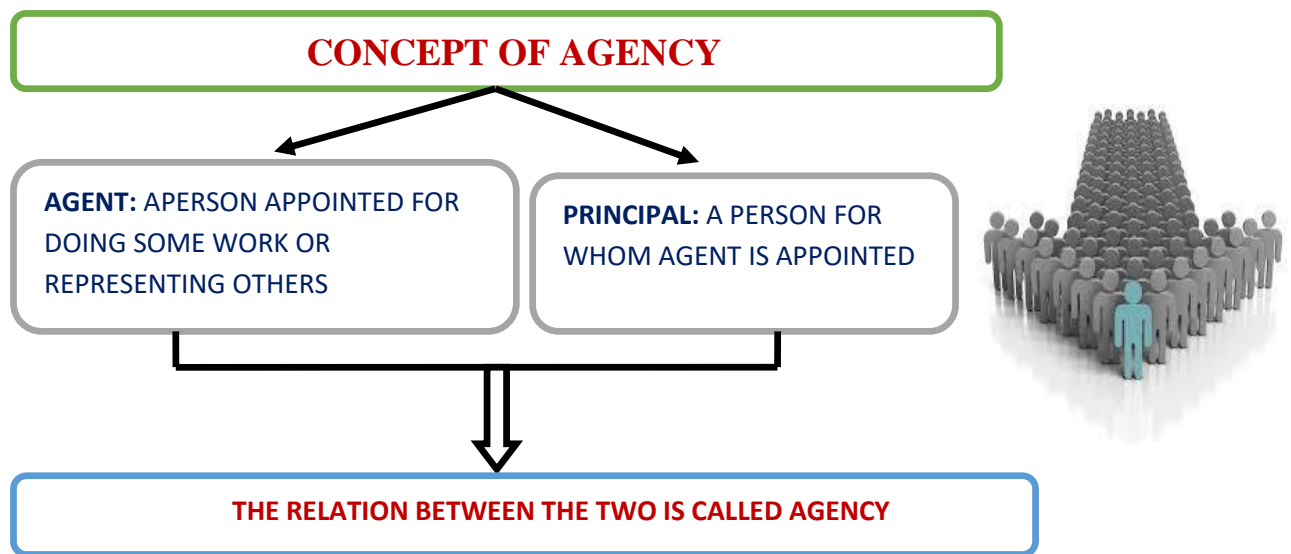 CONCEPT OF AGENCY
AGENT: APERSON APPOINTED FOR
DOING SOME WORK OR
REPRESENTING OTHERS
PRINCIPAL: A PERSON FOR
WHOM AGENT IS APPOINTED
THE RELATION BETWEEN THE TWO IS CALLED AGENCY